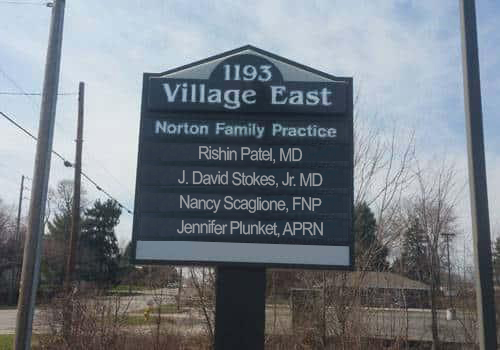 1193
Village East
Norton Family Practice
Rishin Patel, MD
J. David Stokes, Jr. MD
Nancy Scaglione, FNP
Jennifer Plunket, APRN